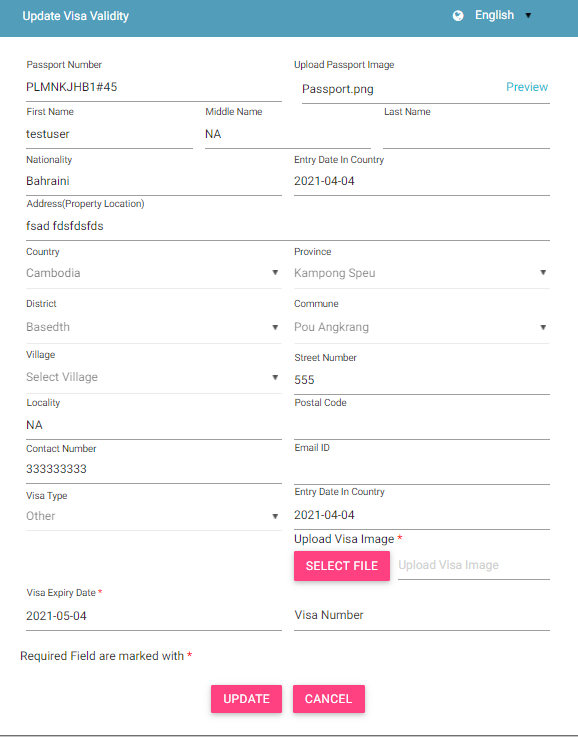 Update Visa Validity English
Passport Number Upload Passport Image
PLMNKJHB1#45 Passport.png Preview
First Name Middle Name Last Name
testuser NA
Nationality Entry Date In Country
Bahraini 2021-04-04
Address(Property Location)
fsad fdsfdsfds
Country Province
Cambodia Kampong Speu
District Commune
Basedth Pou Angkrang
Village Street Number
Select Village 555
Locality Postal Code
NA
Contact Number Email ID
333333333
Visa Type Entry Date In Country
Other 2021-04-04
Upload Visa Image *
SELECT FILE Upload Visa Image
Visa Expiry Date *
2021-05-04 Visa Number
Required Field are marked with *
UPDATE CANCEL